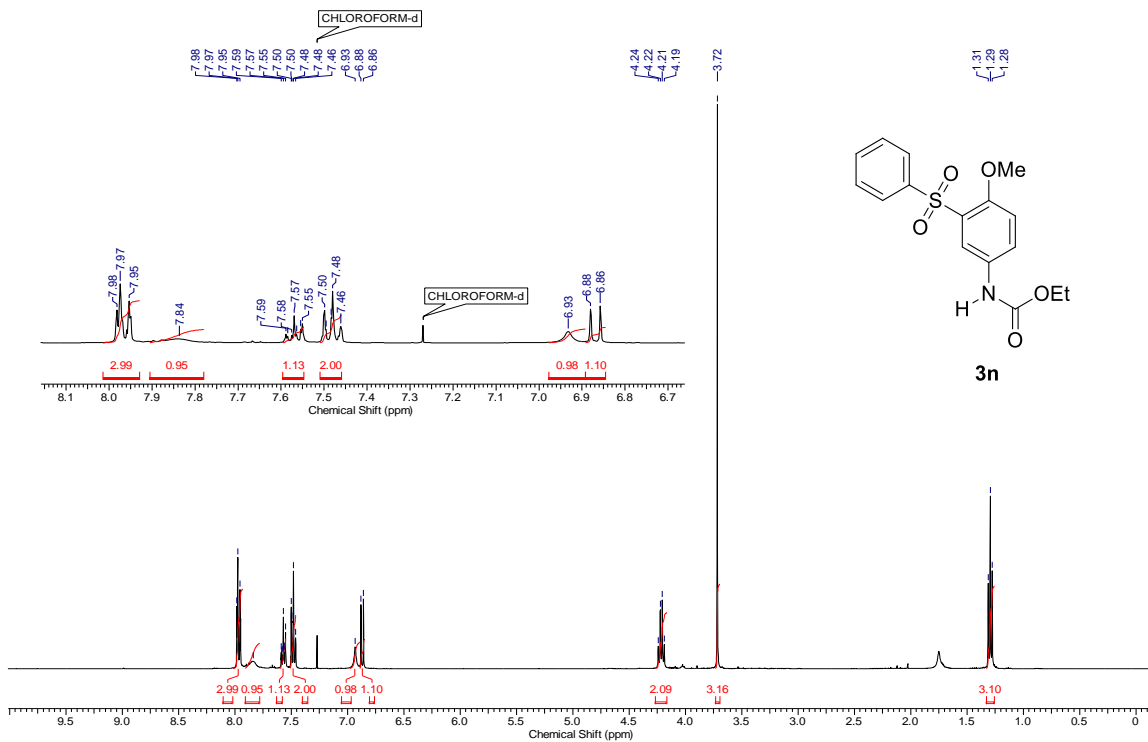 CHLOROFORM-d
7.98
7.97
7.95
7.59
7.57
7.55
7.50
7.50
7.48
7.48
7.46
6.93
6.88
6.86
4.24
4.22
4.21
4.19
3.72
1.31
1.29
1.28
7.98
7.97
7.95
7.84
7.59
7.58
7.57
7.55
7.50
7.48
7.46
CHLOROFORM-d
6.93
6.88
6.86
2.99 0.95 1.13 2.00 0.98 1.10
8.1 8.0 7.9 7.8 7.7 7.6 7.5 7.4 7.3 7.2 7.1 7.0 6.9 6.8 6.7
Chemical Shift (ppm)
O
S
O
OMe
N
H
O
OEt
3n
2.99 0.95 1.13 2.00 0.98 1.10 2.09 3.16 3.10
9.5 9.0 8.5 8.0 7.5 7.0 6.5 6.0 5.5 5.0 4.5 4.0 3.5 3.0 2.5 2.0 1.5 1.0 0.5 0
Chemical Shift (ppm)